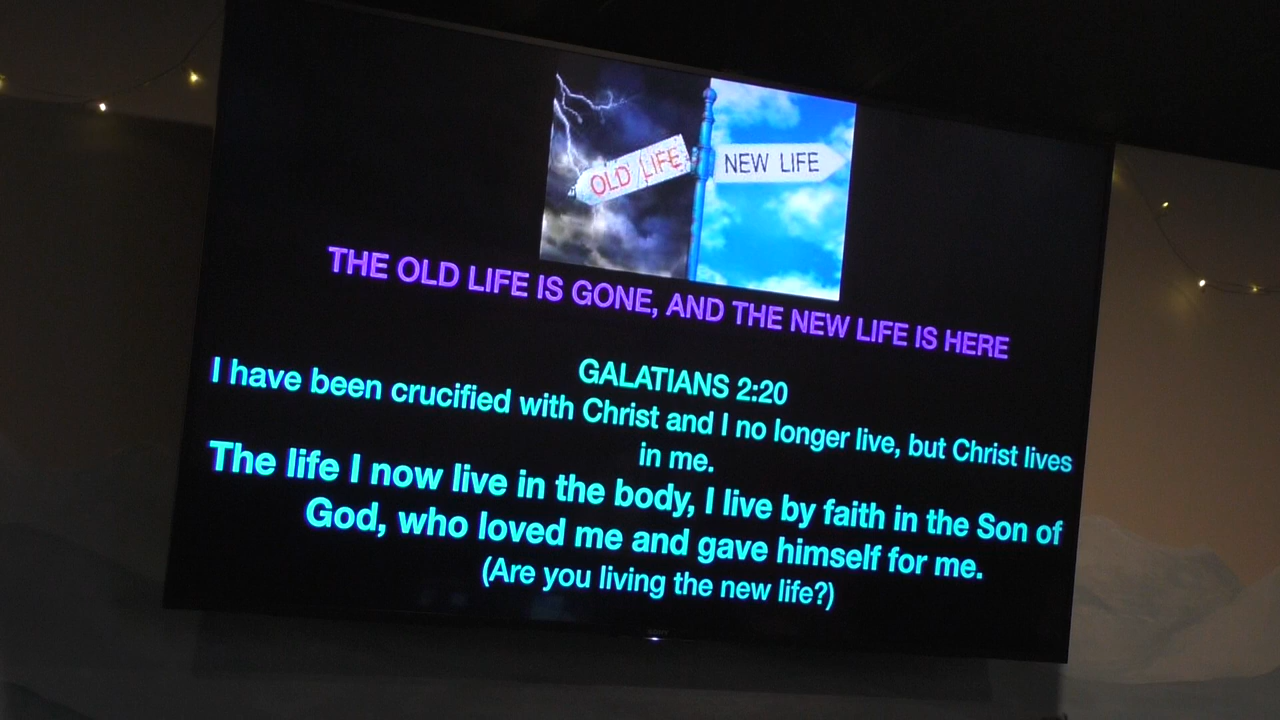 OLD LIFE
NEW LIFE
THE OLD LIFE IS GONE, AND THE NEW LIFE IS HERE
GALATIANS 2:20
I have been crucified with Christ and I no longer live, but Christ lives
in me.
The life I now live in the body, I live by faith in the Son of
God, who loved me and gave himself for me.
(Are you living the new life?)